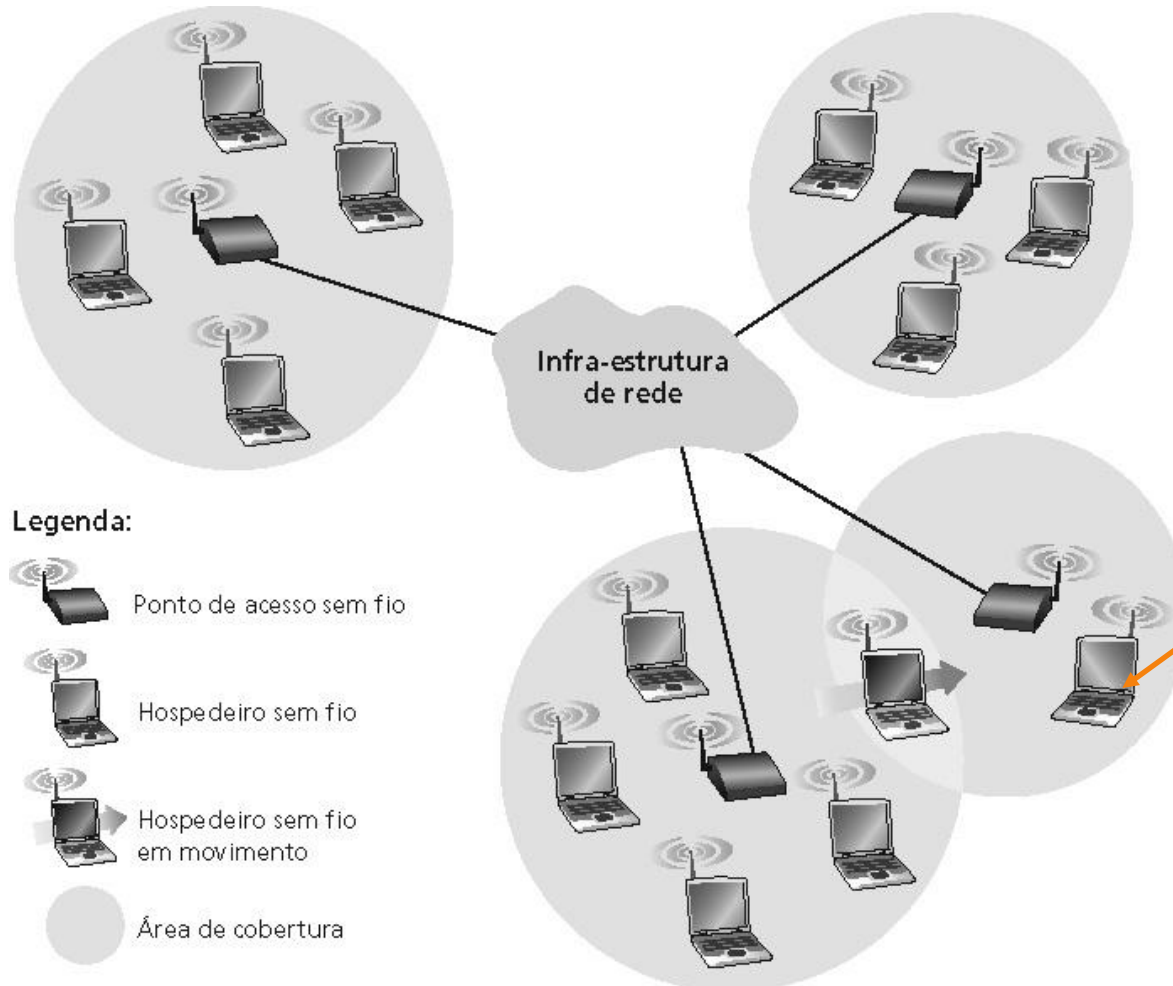 Infra-estrutura
de rede
Legenda:
Ponto de acesso sem fio
Hospedeiro sem fio
Hospedeiro sem fio
em movimento
Área de cobertura